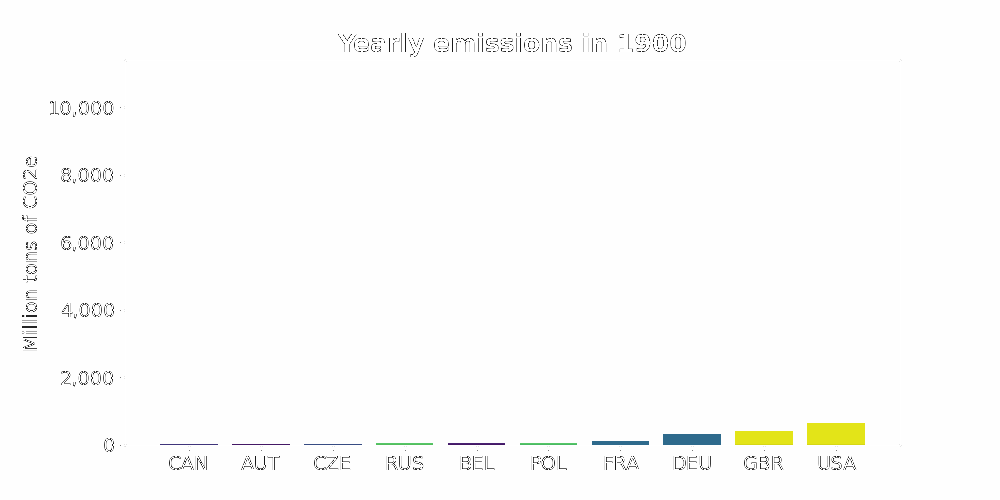 Yearly emissions in 1900
Million tons of CO2e
10,000
8,000
6,000
4,000
2,000
0
CAN AUT CZE RUS BEL POL FRA DEU GBR USA